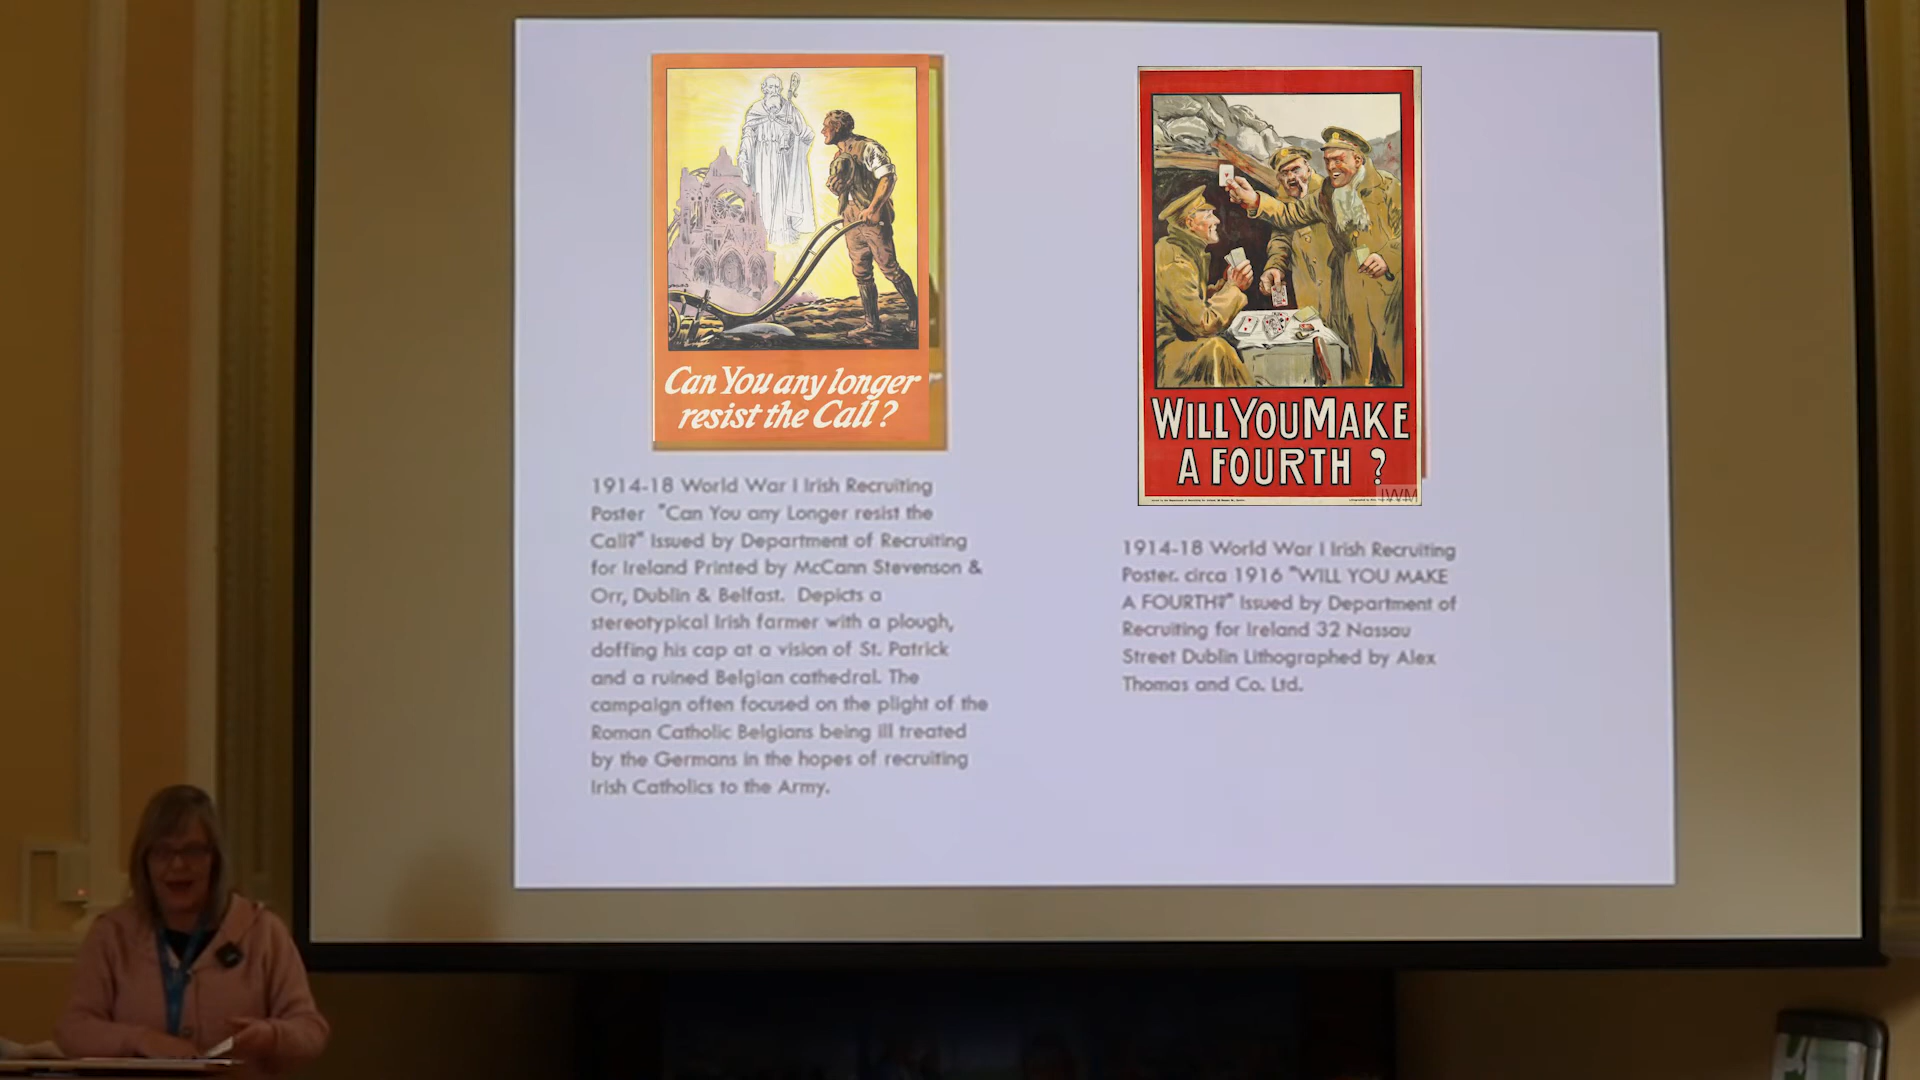 Can You any longer
resist the Call?
1914-18 World War I Irish Recruiting
Poster "Can You any Longer resist the
Call?" Issued by Department of Recruiting
for Ireland Printed by McCann Stevenson &
Orr, Dublin & Belfast. Depicts a
stereotypical Irish farmer with a plough,
doffing his cap at a vision of St. Patrick
and a ruined Belgian cathedral. The
campaign often focused on the plight of the
Roman Catholic Belgians being ill treated
by the Germans in the hopes of recruiting
Irish Catholics to the Army.
WILL YOU MAKE
A FOURTH ?
IWM
1914-18 World War I Irish Recruiting
Poster. circa 1916 "WILL YOU MAKE
A FOURTH?" Issued by Department of
Recruiting for Ireland 32 Nassau
Street Dublin Lithographed by Alex
Thomas and Co. Ltd.